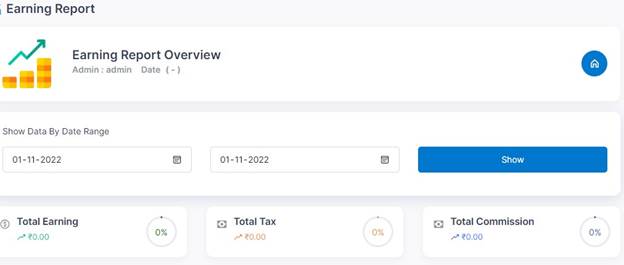 Earning Report
Earning Report Overview
Admin : admin Date ( - )
Show Data By Date Range
01-11-2022 01-11-2022 Show
Total Earning 0% Total Tax 0% Total Commission 0%
₹0.00 ₹0.00 ₹0.00